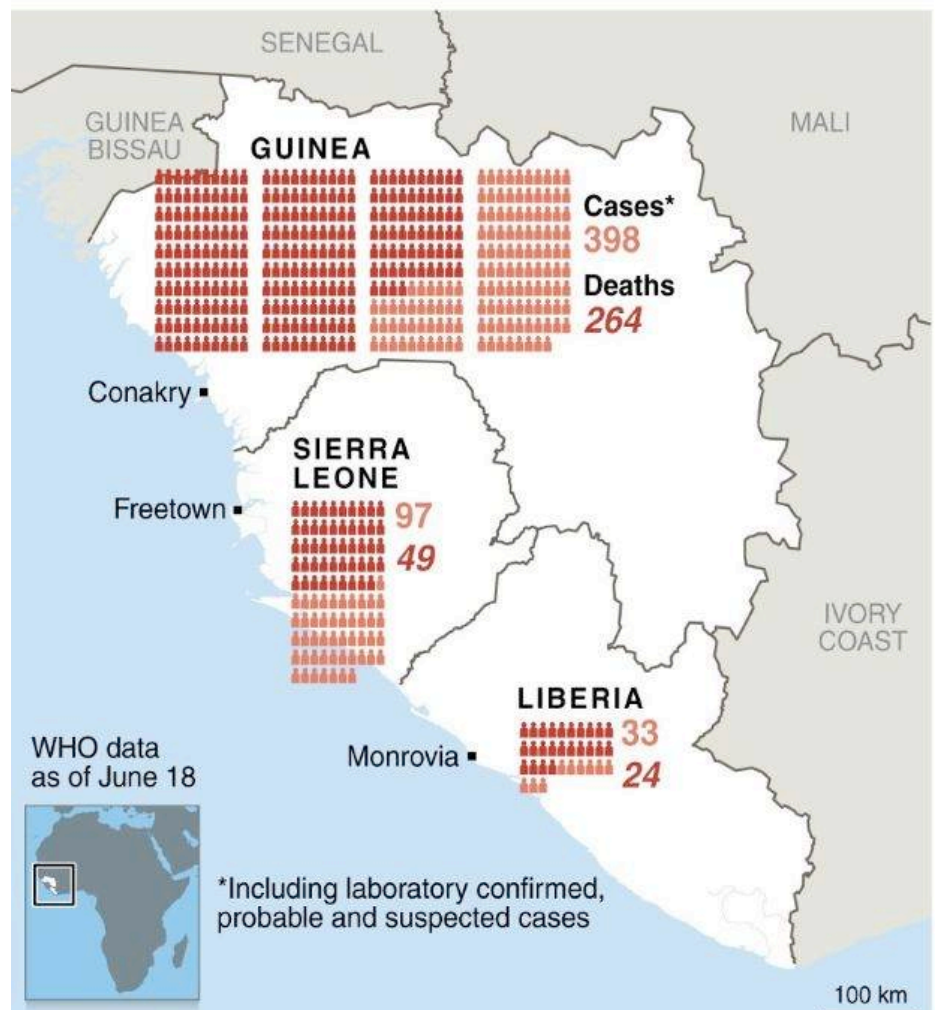 SENEGAL
GUINEA
BISSAU
MALI
GUINEA
Cases*
398
Deaths
264
Conakry
SIERRA
LEONE
Freetown
97
49
IVORY
COAST
LIBERIA
33
24
Monrovia
WHO data
as of June 18
*Including laboratory confirmed,
probable and suspected cases
100 km